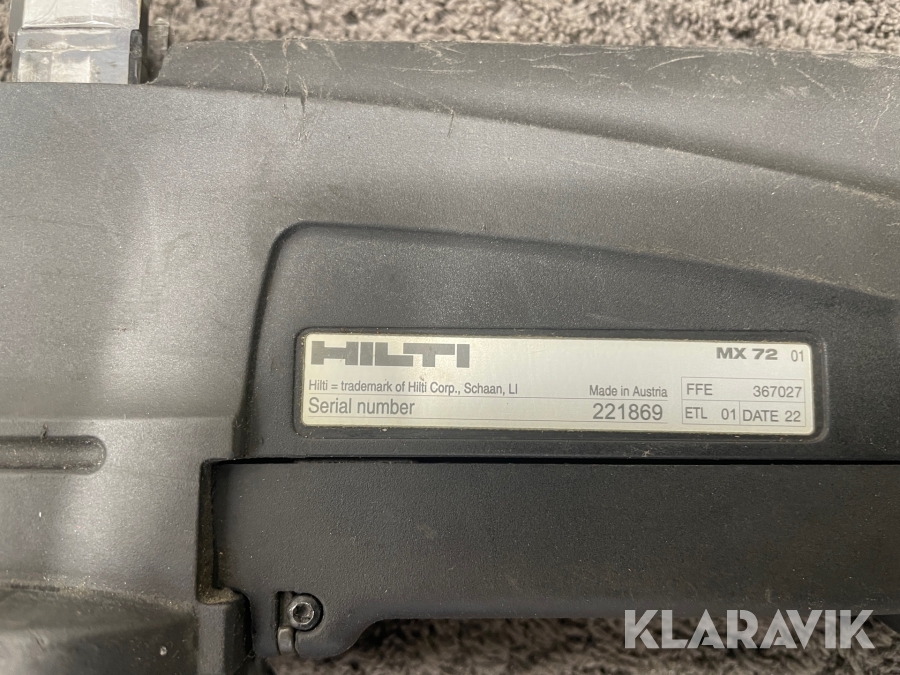 HILTI
MX 72 01
Hilti = trademark of Hilti Corp., Schaan, LI
Made in Austria
FFE 367027
Serial number 221869
ETL 01 DATE 22
KLARAVIK